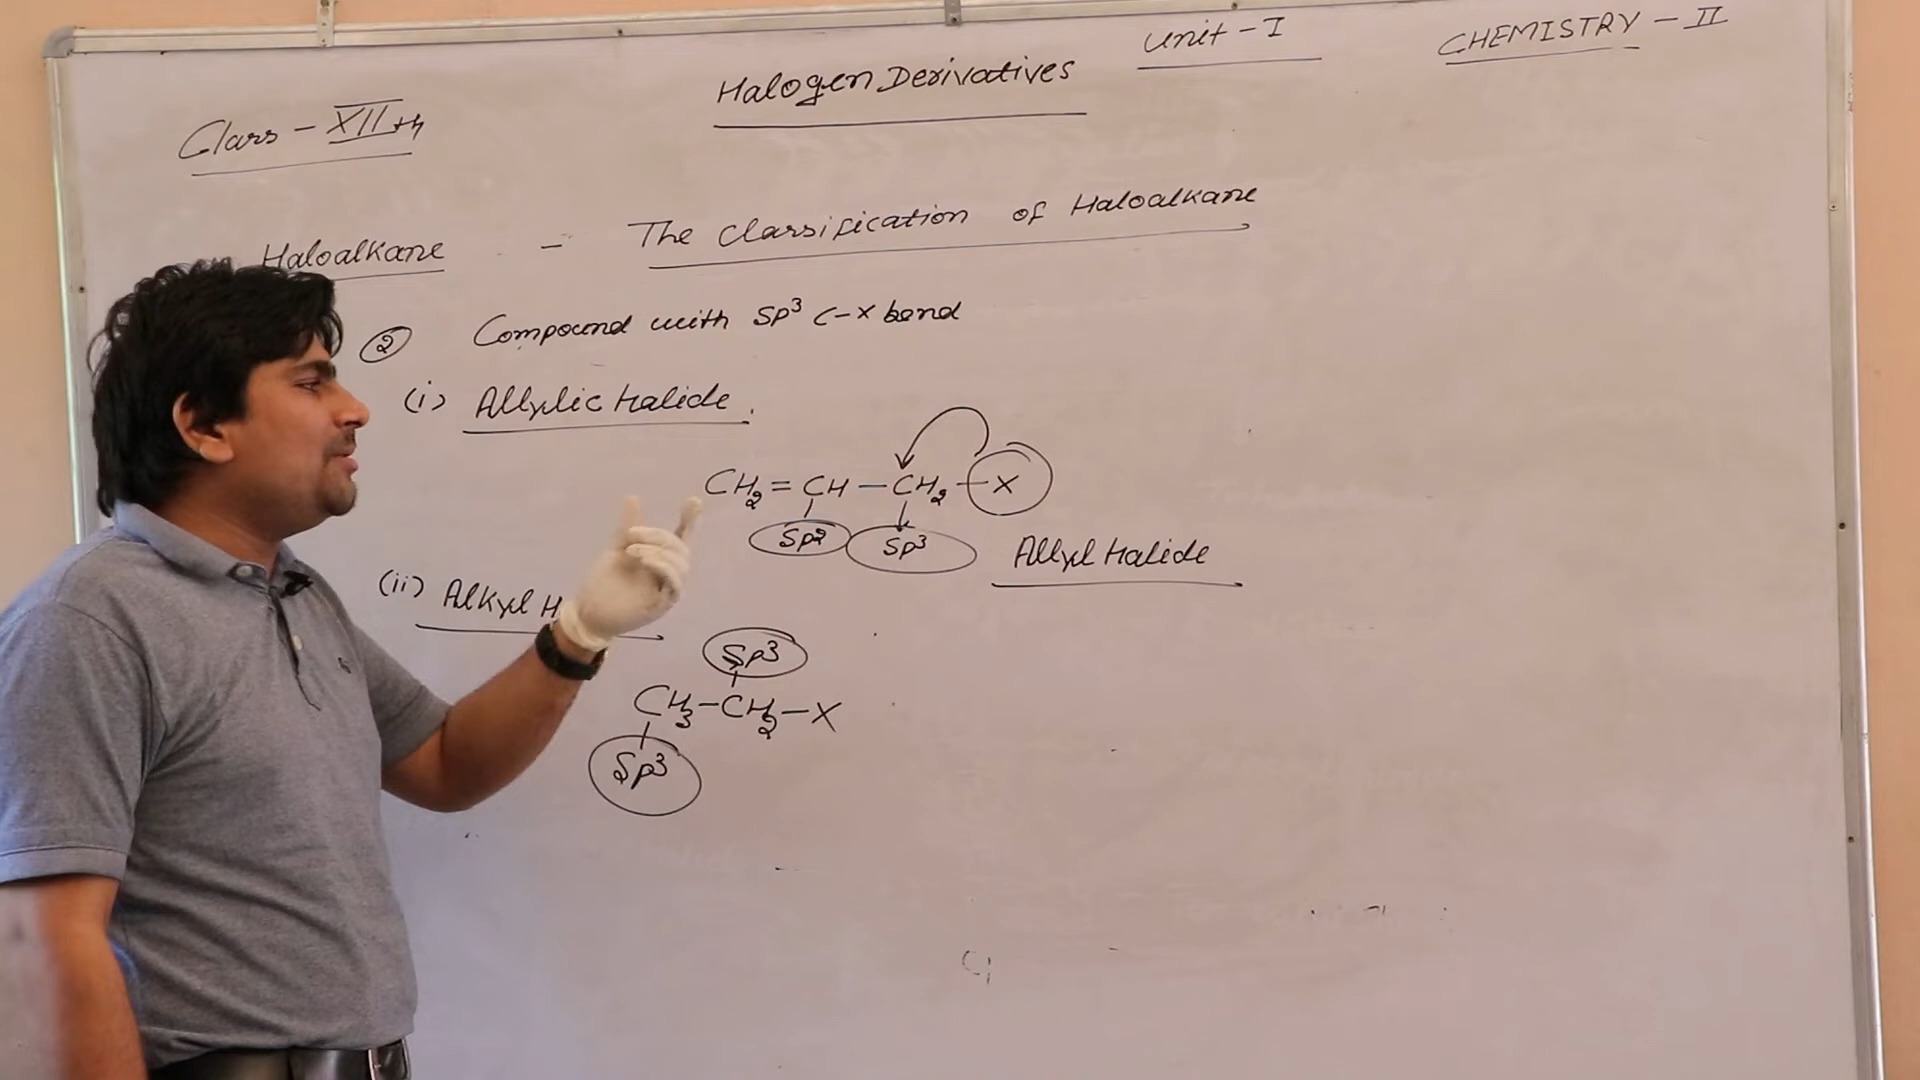 Unit - I
CHEMISTRY - II
Halogen Derivatives
Class - XIIth
Haloalkane - The classification of Haloalkane
② Compound with Sp³ C-X bond
(i) Allylic Halide.
CH₂ = CH — CH₂ — X
Sp² Sp³
Allyl Halide
(ii) Alkyl H
Sp³
CH₃-CH₂-X
Sp³